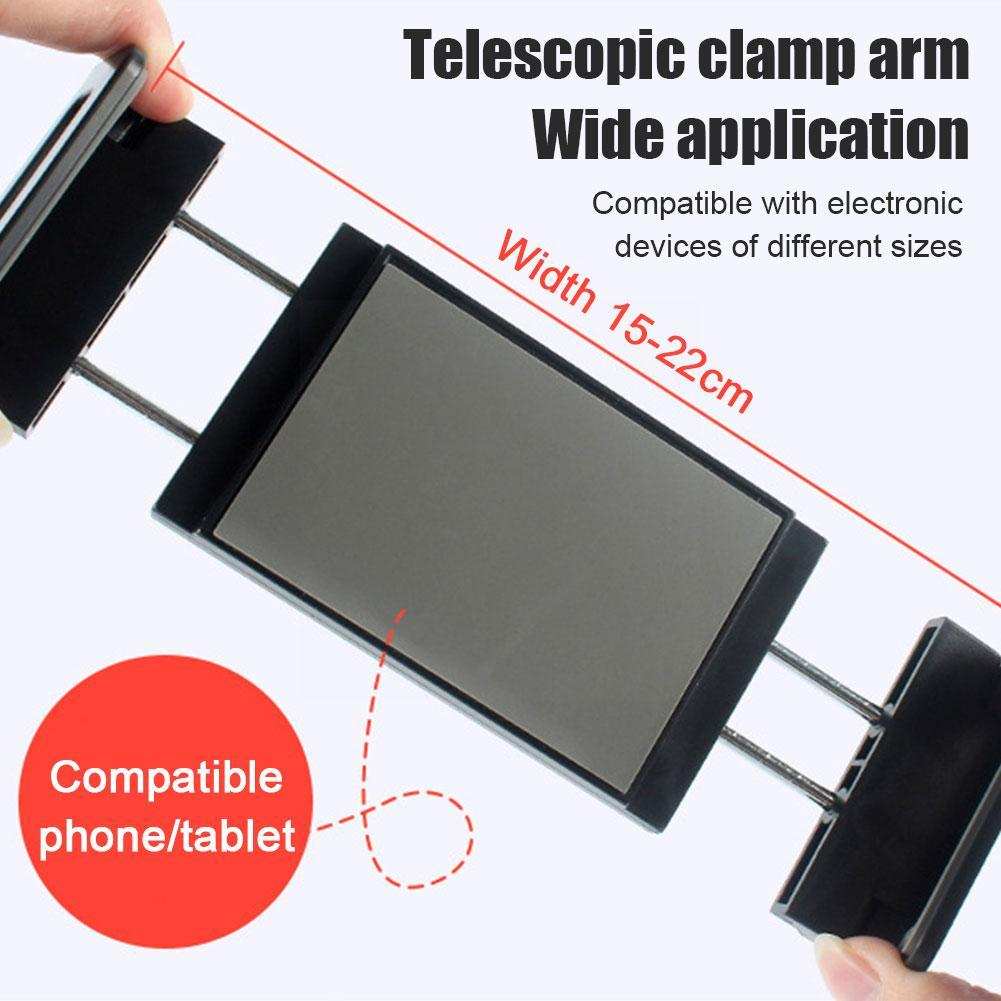 Telescopic clamp arm
Wide application
Compatible with electronic
devices of different sizes
Width 15-22cm
Compatible
phone/tablet